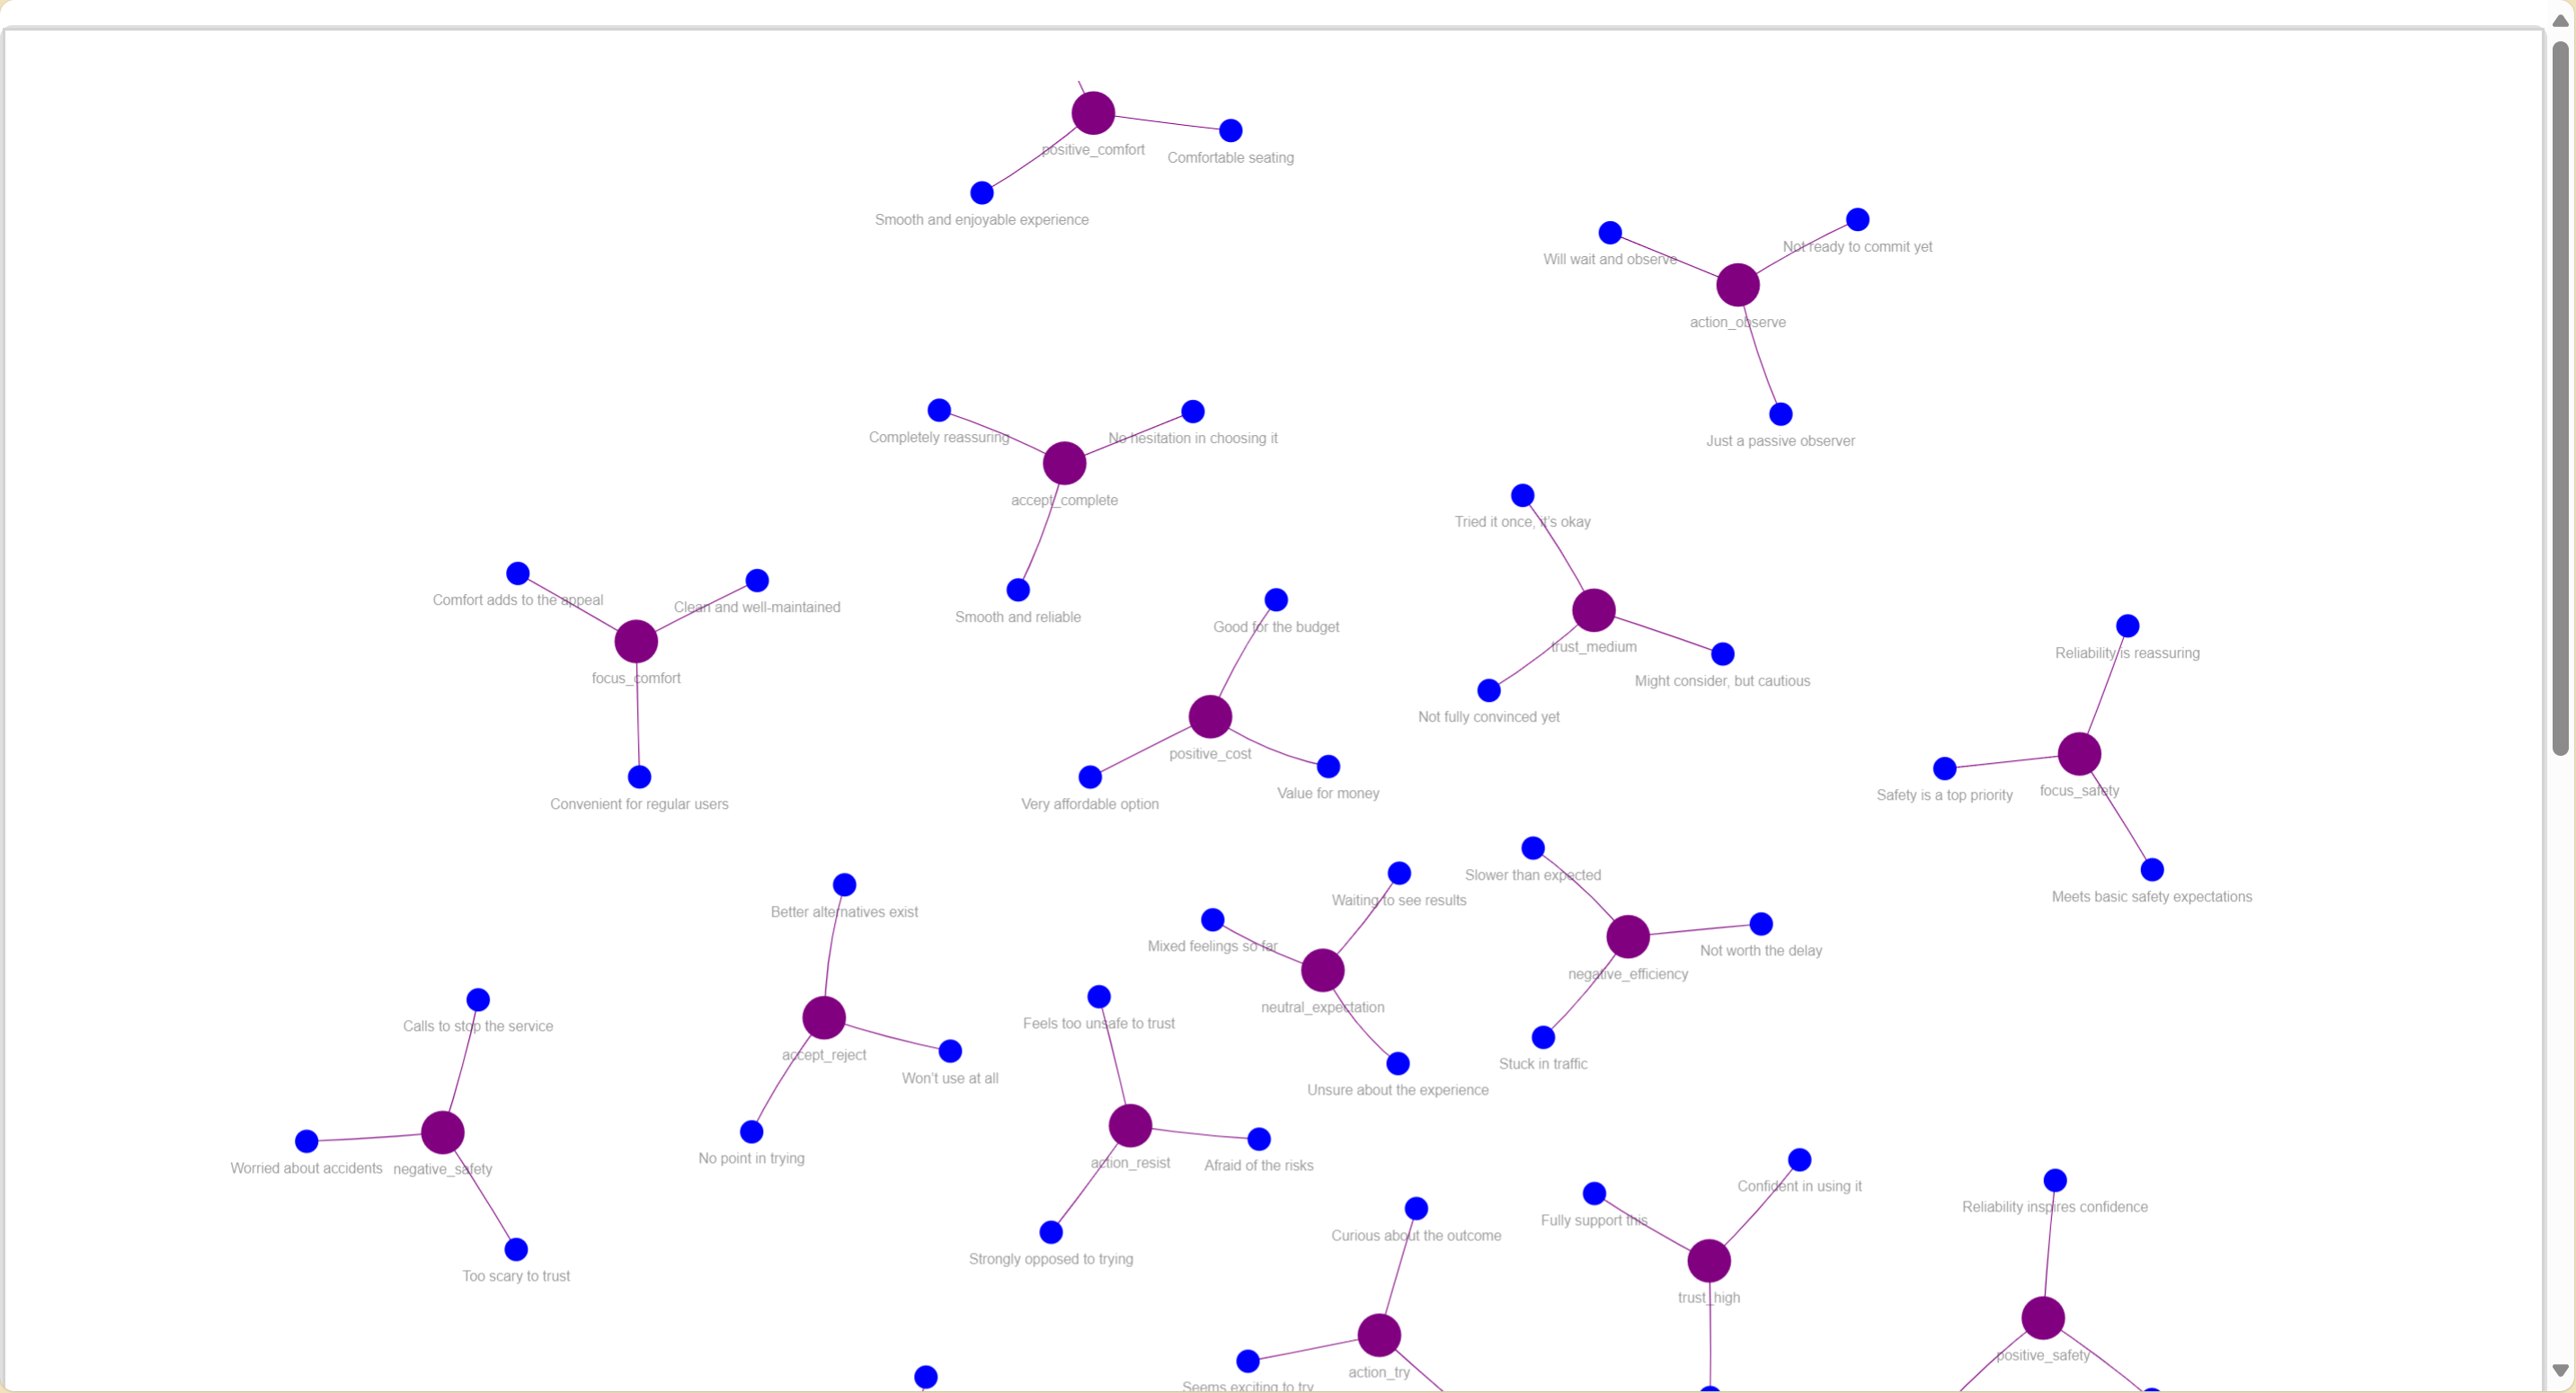 positive_comfort
Comfortable seating
Smooth and enjoyable experience
Not ready to commit yet
Will wait and observe
action_observe
Just a passive observer
Completely reassuring
No hesitation in choosing it
accept_complete
Smooth and reliable
Tried it once, it's okay
trust_medium
Might consider, but cautious
Not fully convinced yet
Comfort adds to the appeal
Clean and well-maintained
focus_comfort
Convenient for regular users
Good for the budget
positive_cost
Very affordable option
Value for money
Reliability is reassuring
Safety is a top priority
focus_safety
Meets basic safety expectations
Better alternatives exist
accept_reject
Won't use at all
No point in trying
Waiting to see results
Mixed feelings so far
neutral_expectation
Unsure about the experience
Slower than expected
Not worth the delay
negative_efficiency
Stuck in traffic
Calls to stop the service
Worried about accidents
negative_safety
Too scary to trust
Feels too unsafe to trust
action_resist
Afraid of the risks
Strongly opposed to trying
Confident in using it
Fully support this
trust_high
Reliability inspires confidence
positive_safety
Curious about the outcome
action_try
Seems exciting to try